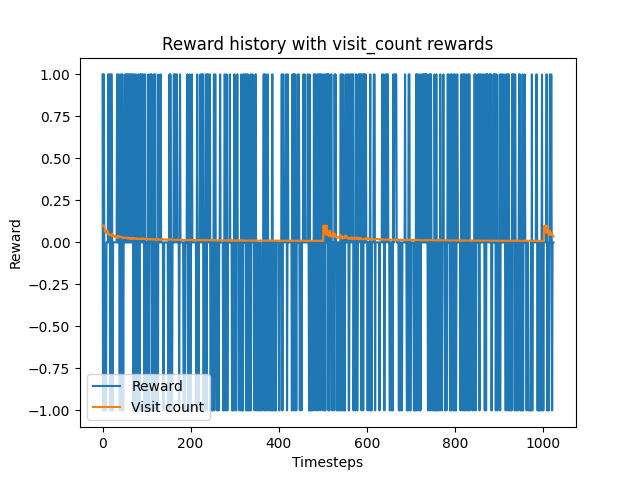 Reward history with visit_count rewards
1.00
0.75
0.50
0.25
0.00
−0.25
−0.50
−0.75
−1.00
Reward
Reward
Visit count
0 200 400 600 800 1000
Timesteps